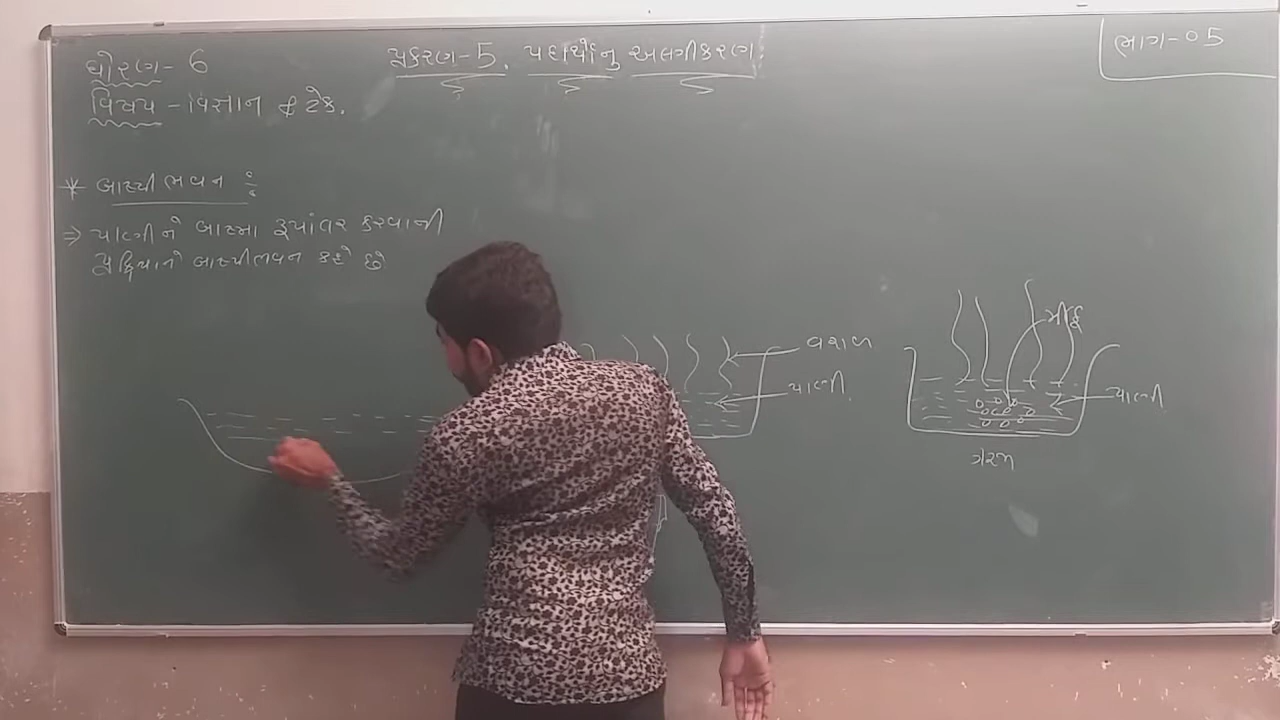 ધોરણ - 6
પ્રકરણ - 5. પદાર્થોનું અલગીકરણ.
ભાગ - 05
વિષય - વિજ્ઞાન & ટેક.
* બાષ્પીભવન :-
⇒ પાણીને બાષ્પમા રૂપાંતર કરવાની
પ્રક્રિયાને બાષ્પીભવન કહે છે.
મીઠું
વરાળ
પાણી
પાણી
ગરમ